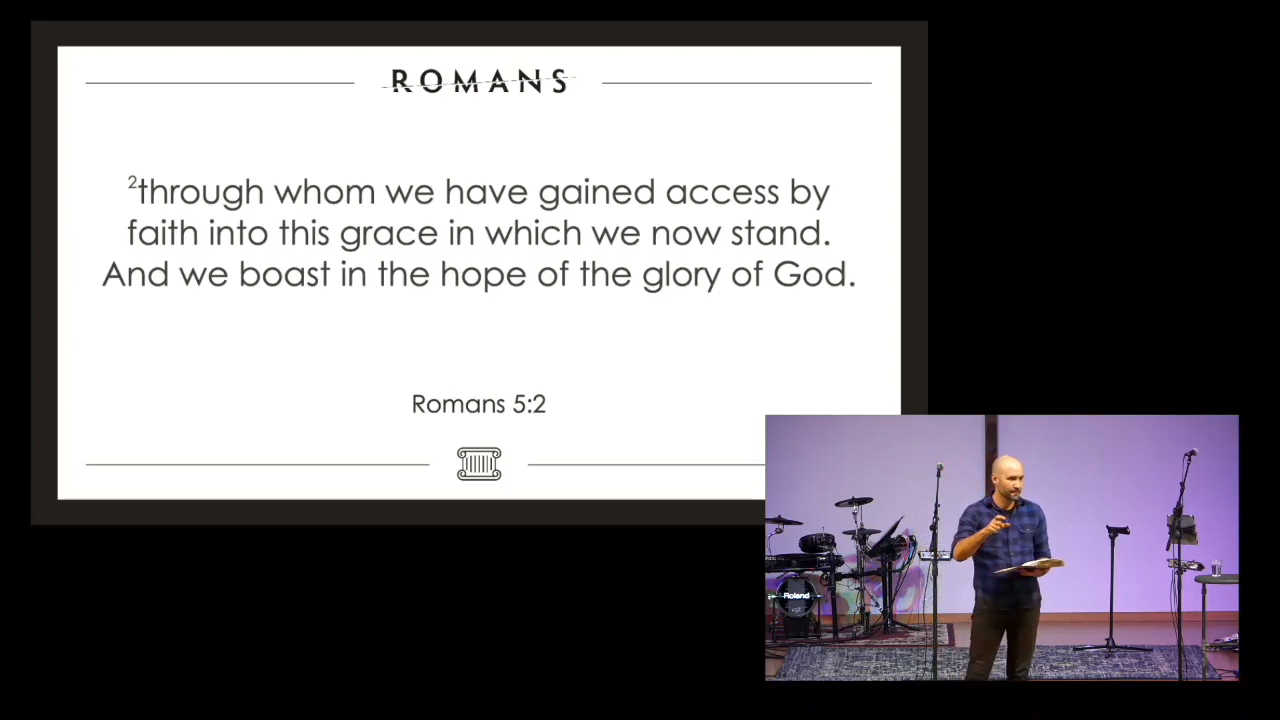 ROMANS
²through whom we have gained access by
faith into this grace in which we now stand.
And we boast in the hope of the glory of God.
Romans 5:2
Roland